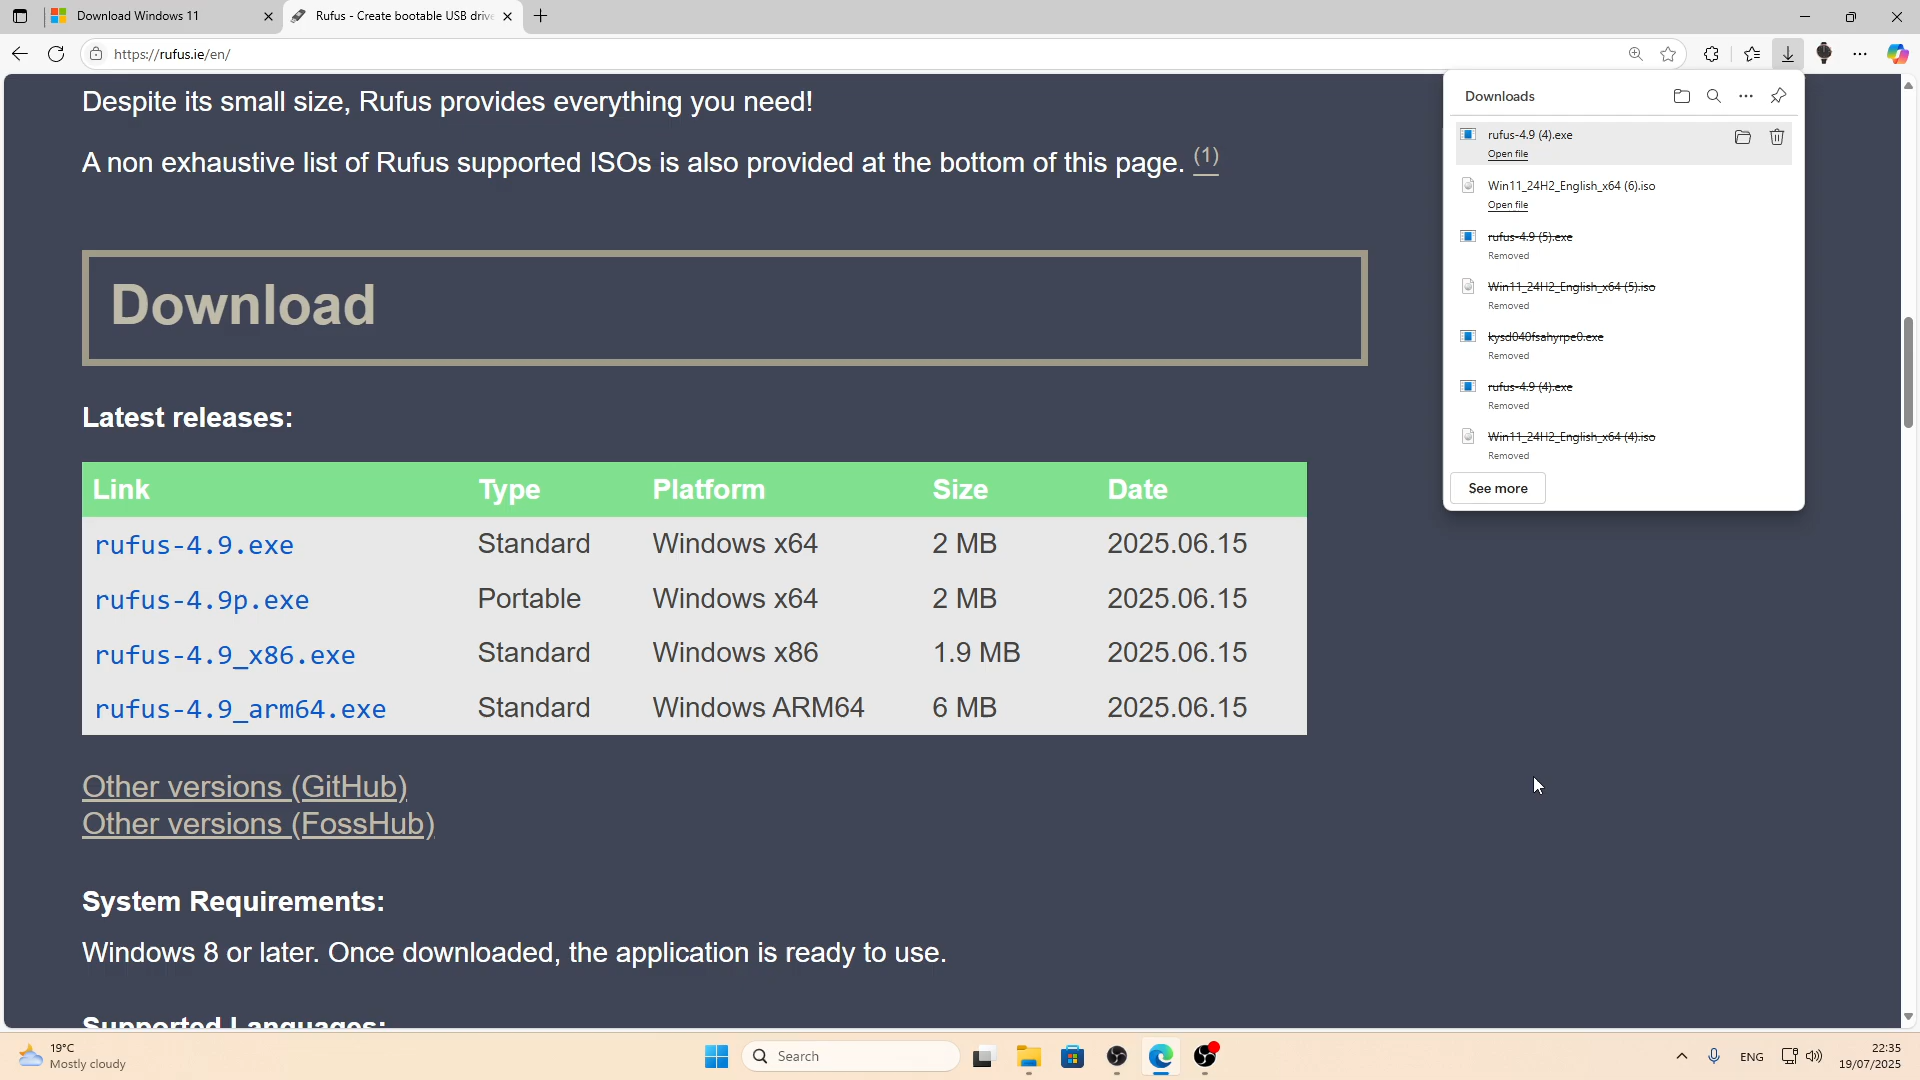 Download Windows 11
Rufus - Create bootable USB drive
https://rufus.ie/en/
Despite its small size, Rufus provides everything you need!
A non exhaustive list of Rufus supported ISOs is also provided at the bottom of this page. (1)
Download
Latest releases:
Link Type Platform Size Date
rufus-4.9.exe Standard Windows x64 2 MB 2025.06.15
rufus-4.9p.exe Portable Windows x64 2 MB 2025.06.15
rufus-4.9_x86.exe Standard Windows x86 1.9 MB 2025.06.15
rufus-4.9_arm64.exe Standard Windows ARM64 6 MB 2025.06.15
Other versions (GitHub)
Other versions (FossHub)
System Requirements:
Windows 8 or later. Once downloaded, the application is ready to use.
Supported Languages:
Downloads
rufus-4.9 (4).exe
Open file
Win11_24H2_English_x64 (6).iso
Open file
rufus-4.9 (5).exe
Removed
Win11_24H2_English_x64 (5).iso
Removed
kysd040fsahyrpe0.exe
Removed
rufus-4.9 (4).exe
Removed
Win11_24H2_English_x64 (4).iso
Removed
See more
19°C
Mostly cloudy
Search
ENG
22:35
19/07/2025